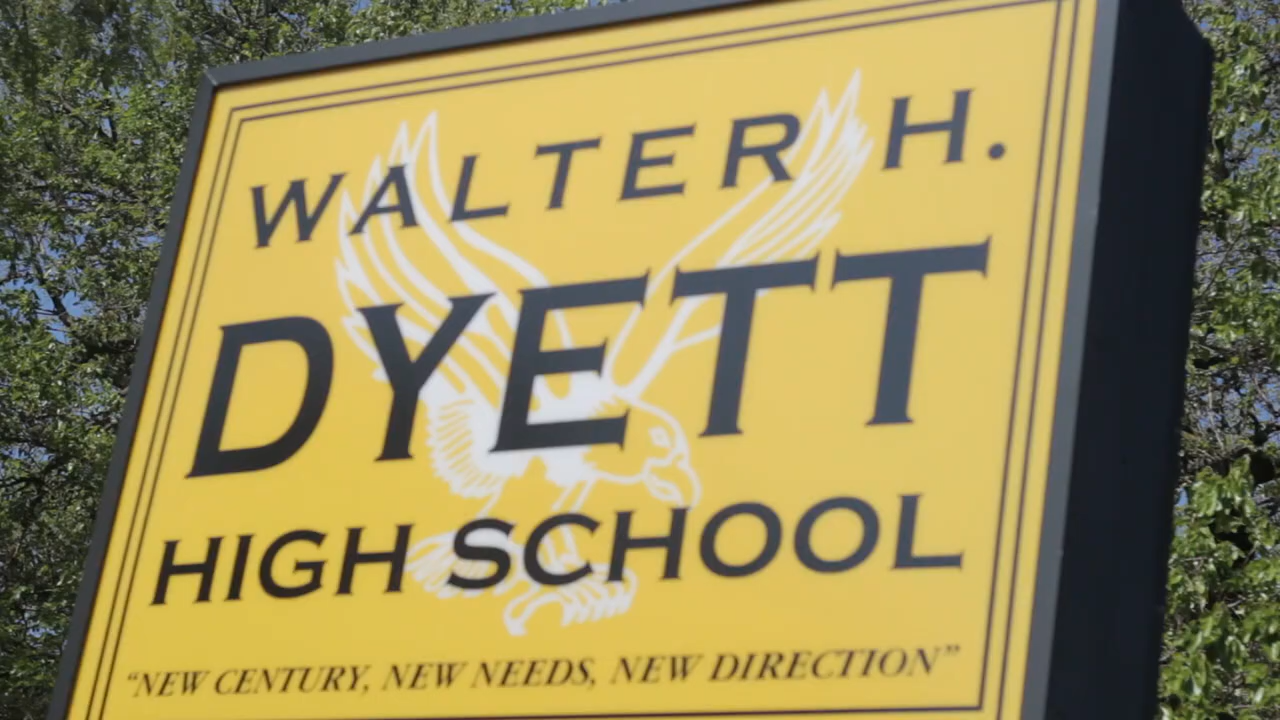 WALTER H.
DYETT
HIGH SCHOOL
“NEW CENTURY, NEW NEEDS, NEW DIRECTION”